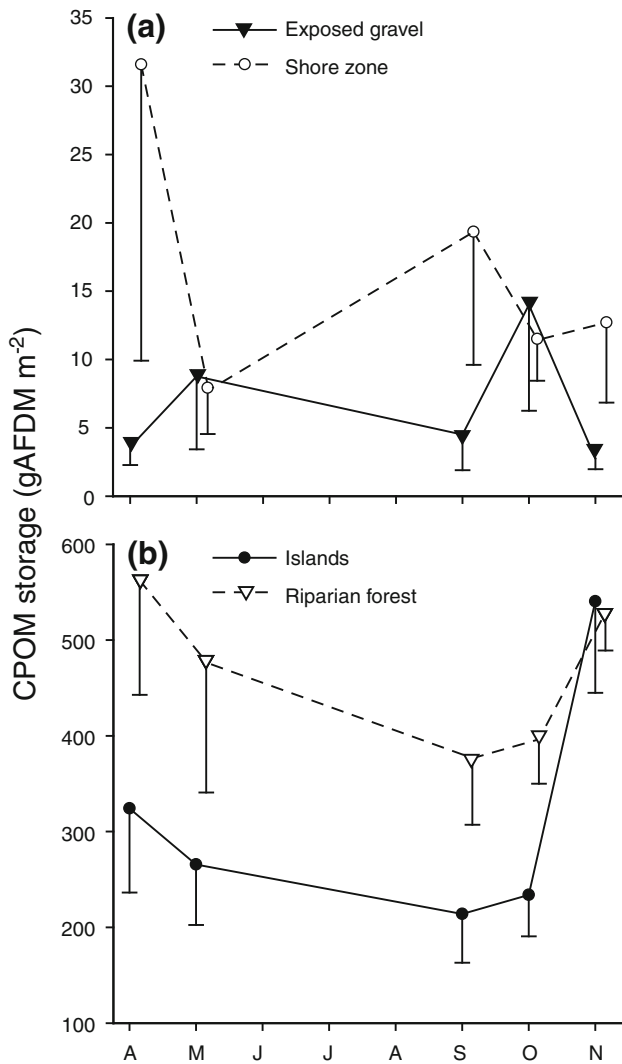 (a)
Exposed gravel
Shore zone
35
30
25
20
15
10
5
0
CPOM storage (gAFDM m-2)
(b)
Islands
Riparian forest
600
500
400
300
200
100
A M J J A S O N